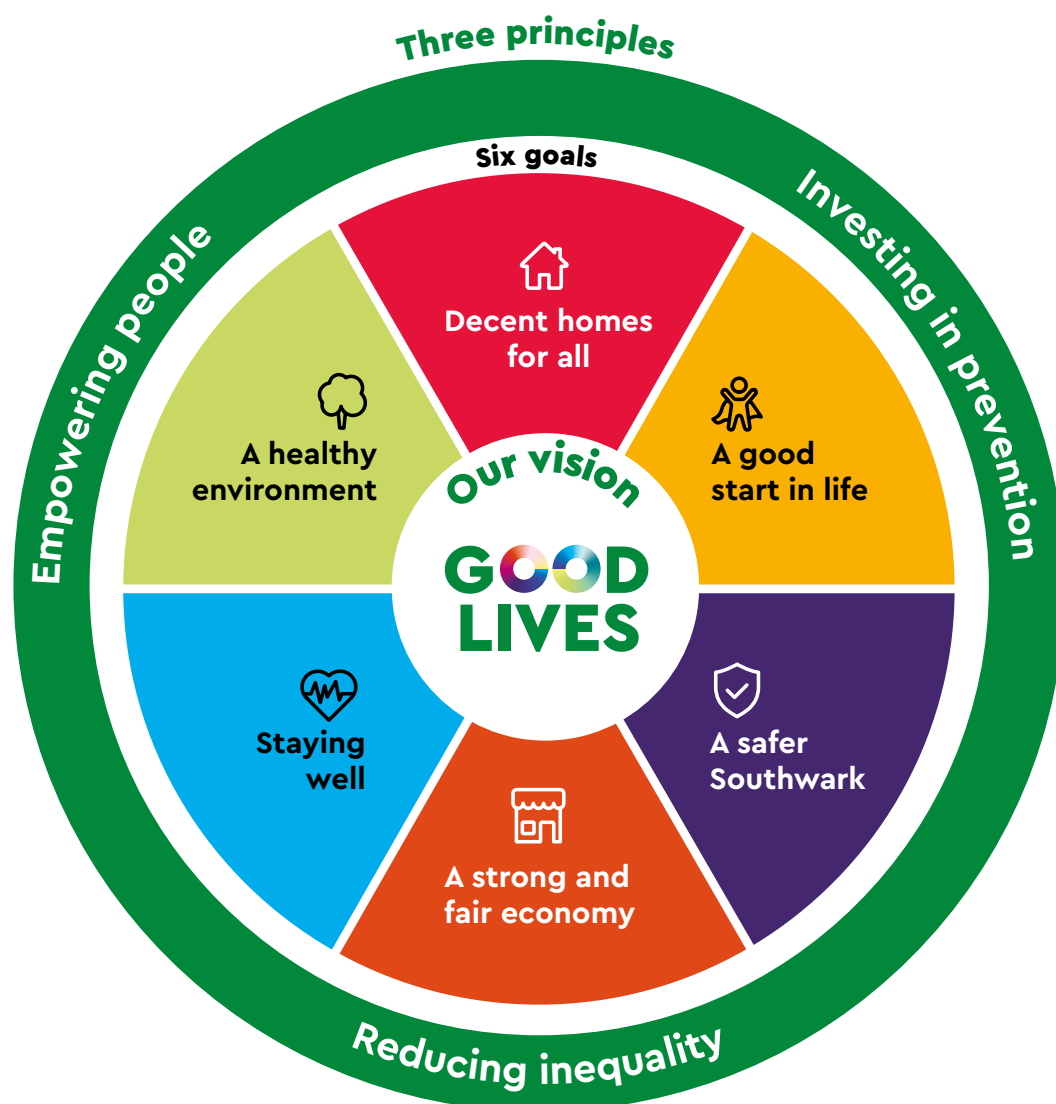 Three principles
Empowering people
Investing in prevention
Reducing inequality
Six goals
Decent homes
for all
A good
start in life
A safer
Southwark
A strong and
fair economy
Staying
well
A healthy
environment
Our vision
GOOD
LIVES